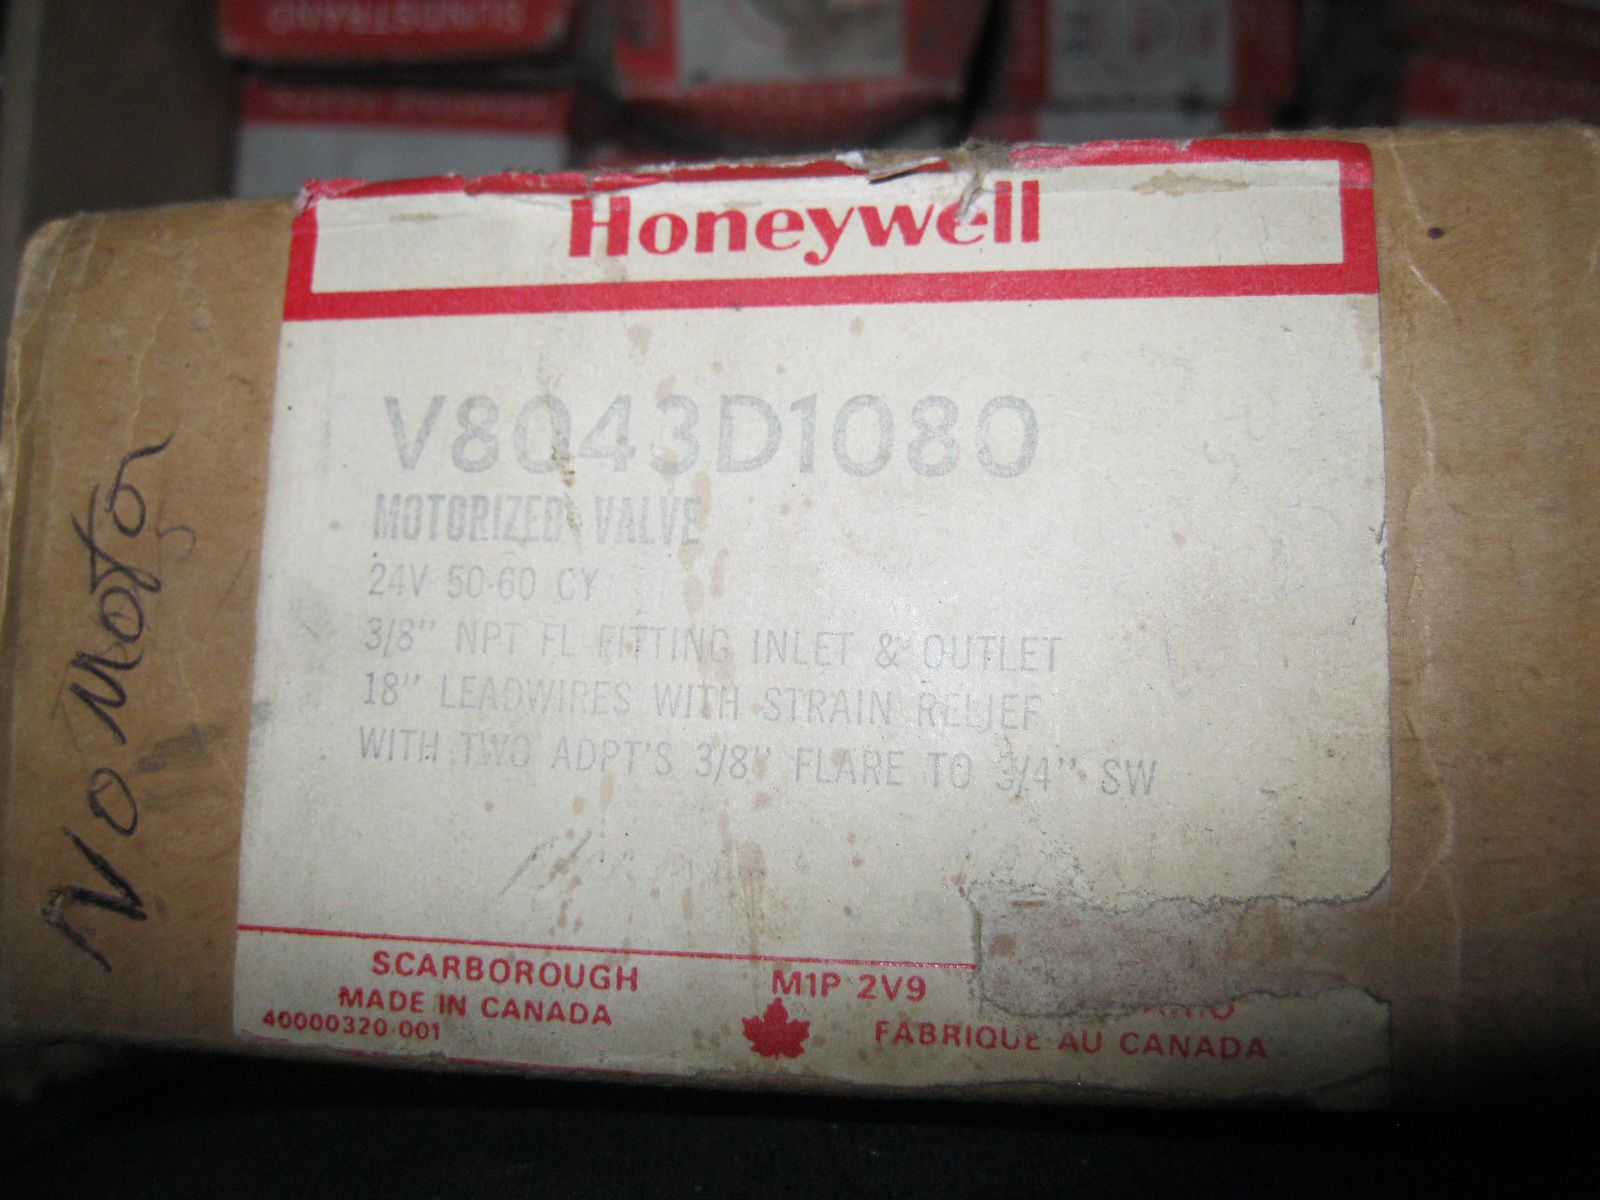 SUNDSTRAND
Honeywell
V8043D1080
MOTORIZED VALVE
24V 50-60 CY
3/8" NPT FL FITTING INLET & OUTLET
18" LEADWIRES WITH STRAIN RELIEF
WITH TWO ADPT'S 3/8" FLARE TO 3/4" SW
No Motor
SCARBOROUGH
M1P 2V9
MADE IN CANADA
40000320-001
FABRIQUE AU CANADA